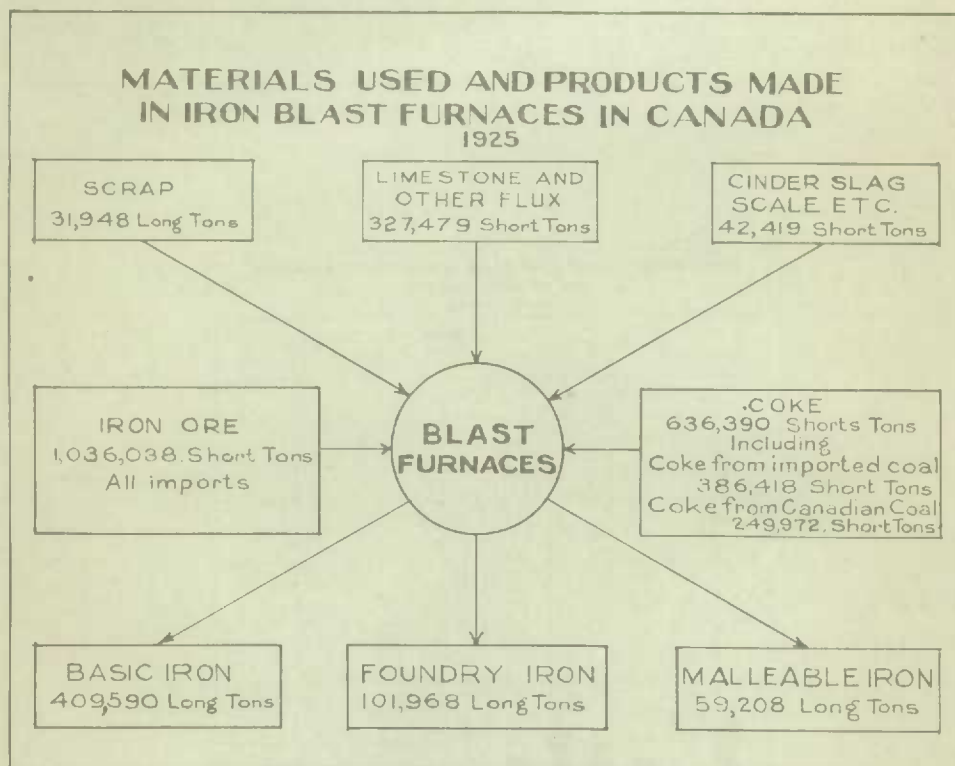 MATERIALS USED AND PRODUCTS MADE
IN IRON BLAST FURNACES IN CANADA
1925
SCRAP
31,948 Long Tons
LIMESTONE AND
OTHER FLUX
327,479 Short Tons
CINDER SLAG
SCALE ETC.
42,419 Short Tons
IRON ORE
1,036,038. Short Tons
All imports
BLAST
FURNACES
.COKE
636,390 Shorts Tons
Including
Coke from imported coal
386,418 Short Tons
Coke from Canadian Coal
249,972. Short Tons
BASIC IRON
409,590 Long Tons
FOUNDRY IRON
101,968 Long Tons
MALLEABLE IRON
59,208 Long Tons